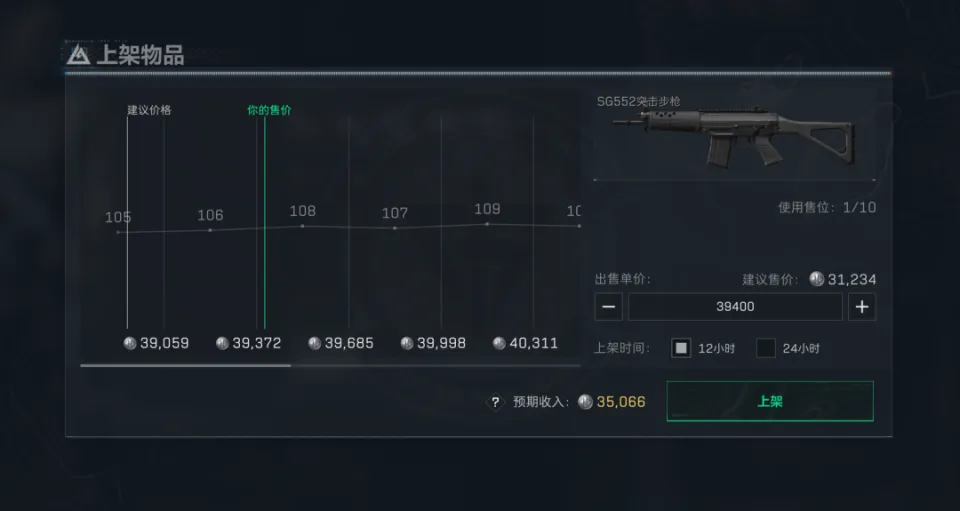 上架物品
建议价格
你的售价
105
106
108
107
109
10
39,059
39,372
39,685
39,998
40,311
SG552突击步枪
使用售位: 1/10
出售单价:
建议售价: 31,234
39400
上架时间:
12小时
24小时
? 预期收入: 35,066
上架